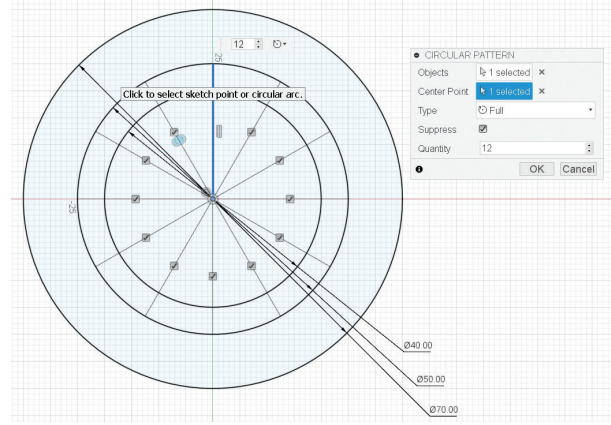 12
25
CIRCULAR PATTERN
Objects 1 selected ×
Click to select sketch point or circular arc.
Center Point 1 selected ×
Type Full
Suppress
Quantity 12
OK Cancel
-25
Ø40.00
Ø50.00
Ø70.00